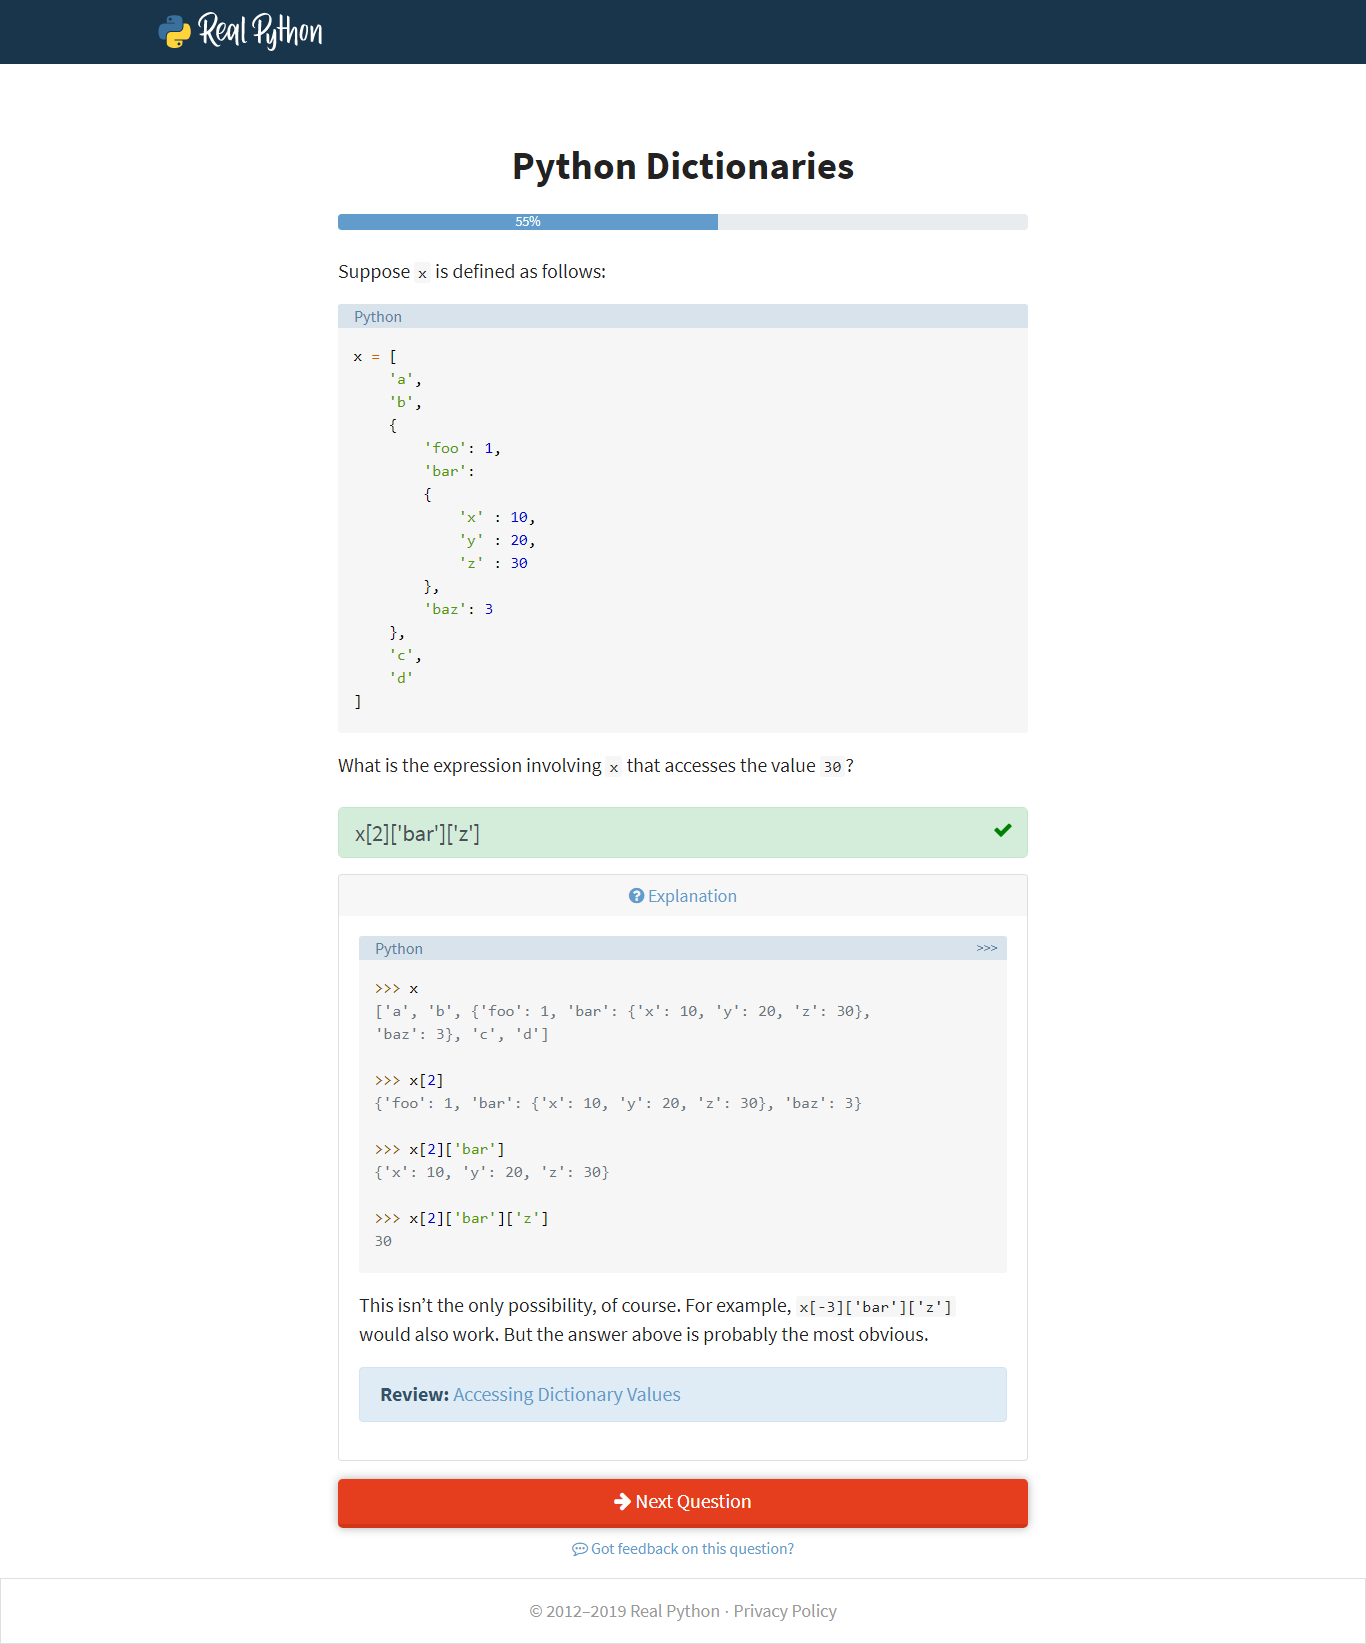 Real Python
Python Dictionaries
55%
Suppose x is defined as follows:
Python
x = [
    'a',
    'b',
    {
        'foo': 1,
        'bar':
        {
            'x' : 10,
            'y' : 20,
            'z' : 30
        },
        'baz': 3
    },
    'c',
    'd'
]
What is the expression involving x that accesses the value 30 ?
x[2]['bar']['z']
Explanation
Python >>>
>>> x
['a', 'b', {'foo': 1, 'bar': {'x': 10, 'y': 20, 'z': 30},
'baz': 3}, 'c', 'd']
>>> x[2]
{'foo': 1, 'bar': {'x': 10, 'y': 20, 'z': 30}, 'baz': 3}
>>> x[2]['bar']
{'x': 10, 'y': 20, 'z': 30}
>>> x[2]['bar']['z']
30
This isn’t the only possibility, of course. For example, x[-3]['bar']['z']
would also work. But the answer above is probably the most obvious.
Review: Accessing Dictionary Values
Next Question
Got feedback on this question?
© 2012–2019 Real Python · Privacy Policy